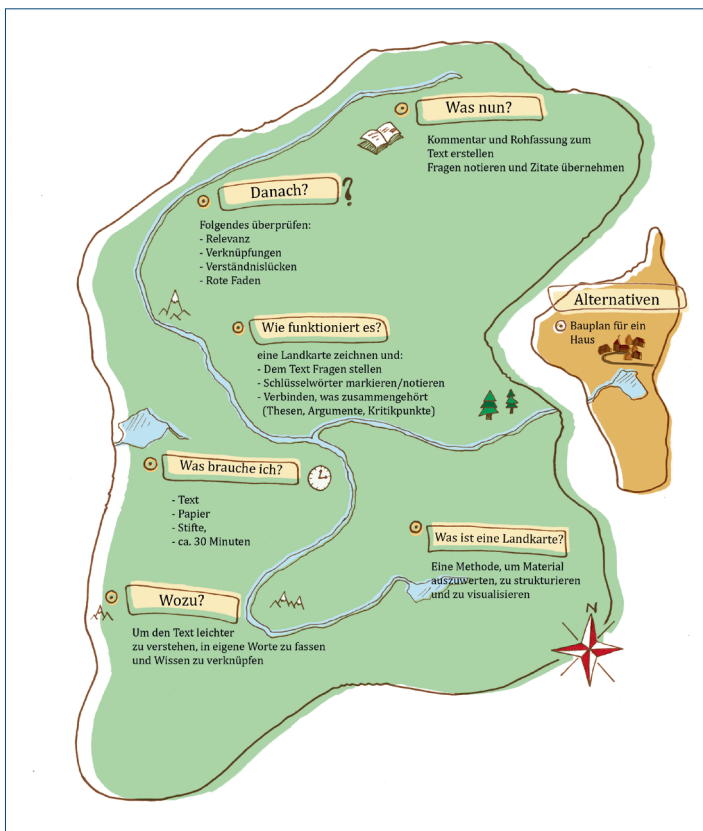 Was nun?
Kommentar und Rohfassung zum
Text erstellen
Fragen notieren und Zitate übernehmen
Danach?
?
Folgendes überprüfen:
- Relevanz
- Verknüpfungen
- Verständnislücken
- Rote Faden
Alternativen
Bauplan für ein
Haus
Wie funktioniert es?
eine Landkarte zeichnen und:
- Dem Text Fragen stellen
- Schlüsselwörter markieren/notieren
- Verbinden, was zusammengehört
(Thesen, Argumente, Kritikpunkte)
Was brauche ich?
- Text
- Papier
- Stifte,
- ca. 30 Minuten
Was ist eine Landkarte?
Eine Methode, um Material
auszuwerten, zu strukturieren
und zu visualisieren
Wozu?
Um den Text leichter
zu verstehen, in eigene Worte zu fassen
und Wissen zu verknüpfen
N